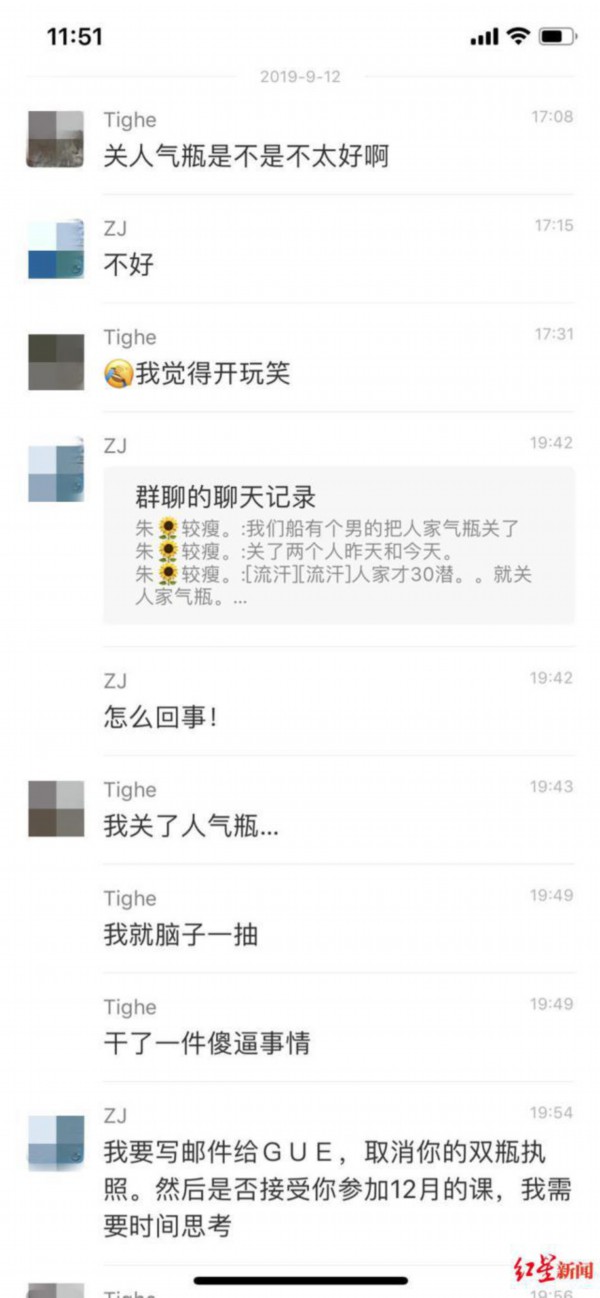 11:51
2019-9-12
Tighe
17:08
关人气瓶是不是不太好啊
ZJ
17:15
不好
Tighe
17:31
我觉得开玩笑
ZJ
19:42
群聊的聊天记录
朱🌻较瘦。:我们船有个男的把人家气瓶关了
朱🌻较瘦。:关了两个人昨天和今天。
朱🌻较瘦。:[流汗][流汗]人家才30潜。。就关
人家气瓶。...
ZJ
19:42
怎么回事!
Tighe
19:43
我关了人气瓶...
Tighe
19:49
我就脑子一抽
Tighe
19:49
干了一件傻逼事情
ZJ
19:54
我要写邮件给GUE，取消你的双瓶执
照。然后是否接受你参加12月的课，我需
要时间思考
Tighe
19:56
红星新闻